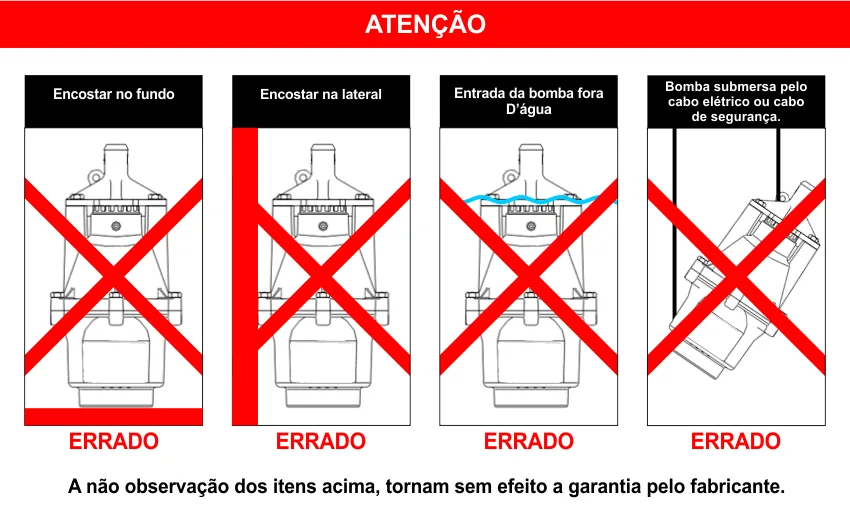 ATENÇÃO
Encostar no fundo
Encostar na lateral
Entrada da bomba fora
D’água
Bomba submersa pelo
cabo elétrico ou cabo
de segurança.
ERRADO
ERRADO
ERRADO
ERRADO
A não observação dos itens acima, tornam sem efeito a garantia pelo fabricante.